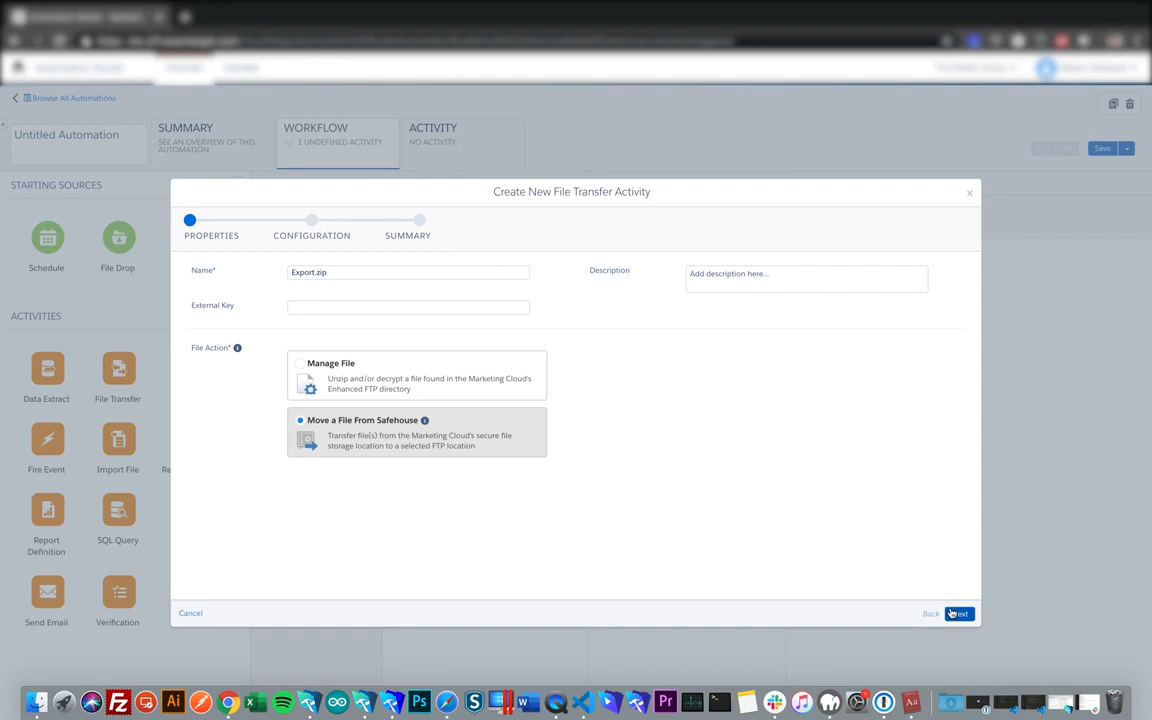 Browse All Automations
Untitled Automation
SUMMARY
SEE AN OVERVIEW OF THIS
AUTOMATION
WORKFLOW
1 UNDEFINED ACTIVITY
ACTIVITY
NO ACTIVITY
Save
STARTING SOURCES
Schedule
File Drop
ACTIVITIES
Data Extract
File Transfer
Fire Event
Import File
Re
Report
Definition
SQL Query
Send Email
Verification
Create New File Transfer Activity
PROPERTIES
CONFIGURATION
SUMMARY
Name*
Export.zip
Description
Add description here...
External Key
File Action*
Manage File
Unzip and/or decrypt a file found in the Marketing Cloud's
Enhanced FTP directory
Move a File From Safehouse
Transfer file(s) from the Marketing Cloud's secure file
storage location to a selected FTP location
Cancel
Back
Next